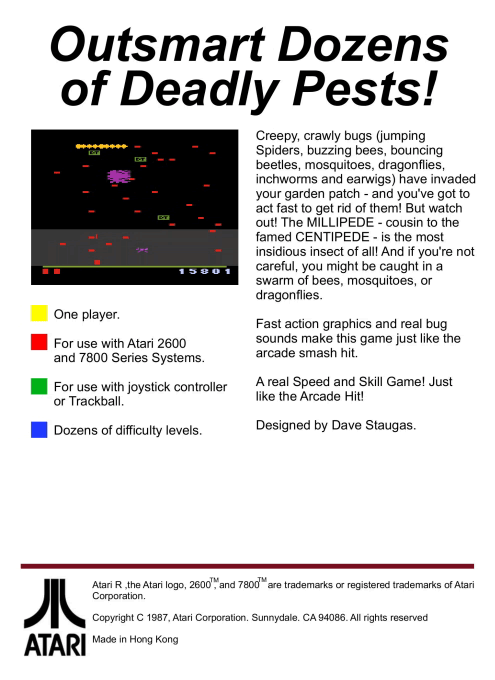 Outsmart Dozens
of Deadly Pests!
15801
One player.
For use with Atari 2600
and 7800 Series Systems.
For use with joystick controller
or Trackball.
Dozens of difficulty levels.
Creepy, crawly bugs (jumping
Spiders, buzzing bees, bouncing
beetles, mosquitoes, dragonflies,
inchworms and earwigs) have invaded
your garden patch - and you've got to
act fast to get rid of them! But watch
out! The MILLIPEDE - cousin to the
famed CENTIPEDE - is the most
insidious insect of all! And if you're not
careful, you might be caught in a
swarm of bees, mosquitoes, or
dragonflies.
Fast action graphics and real bug
sounds make this game just like the
arcade smash hit.
A real Speed and Skill Game! Just
like the Arcade Hit!
Designed by Dave Staugas.
Atari R ,the Atari logo, 2600TM, and 7800TM are trademarks or registered trademarks of Atari
Corporation.
Copyright C 1987, Atari Corporation. Sunnydale. CA 94086. All rights reserved
Made in Hong Kong
ATARI